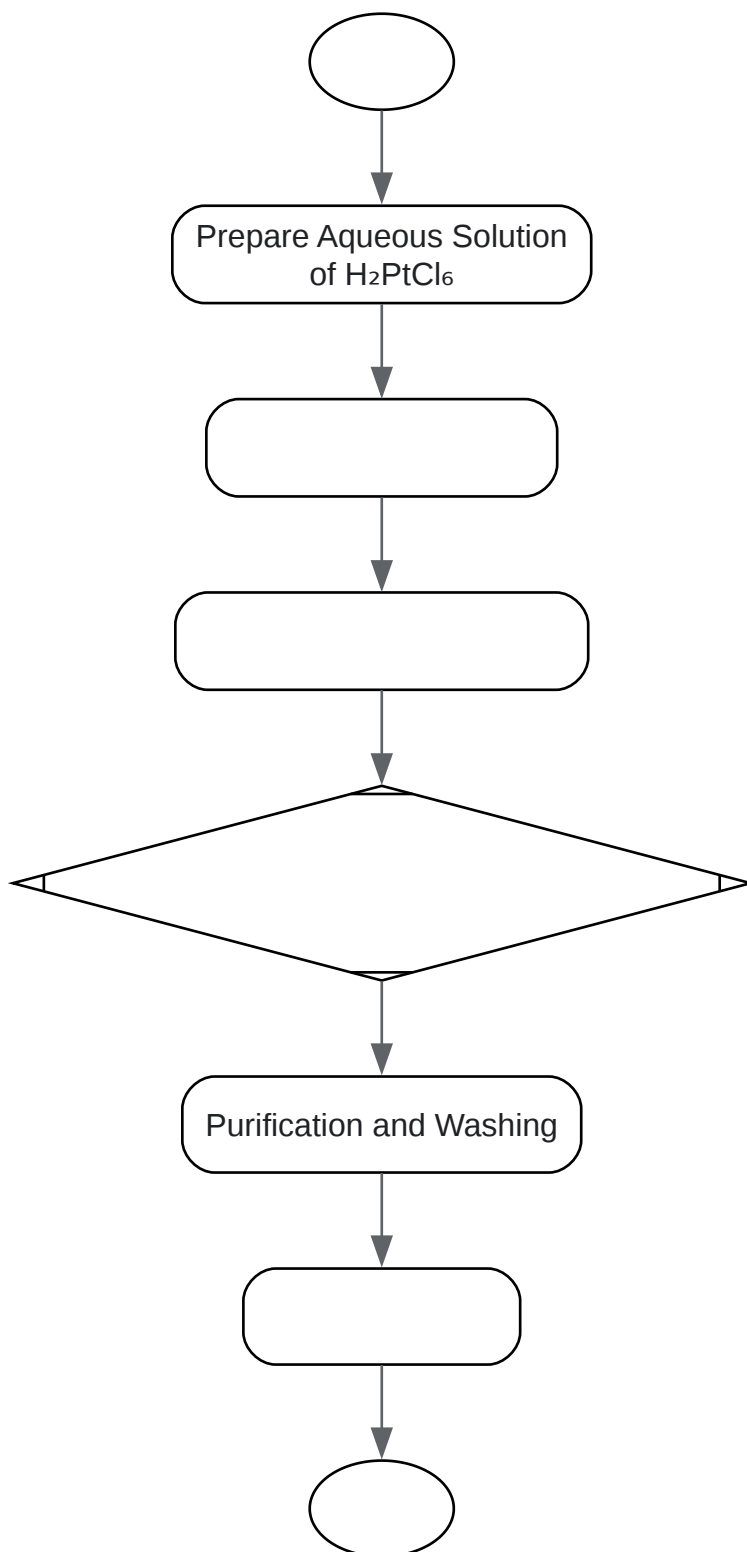 Prepare Aqueous Solution
of H₂PtCl₆
Purification and Washing